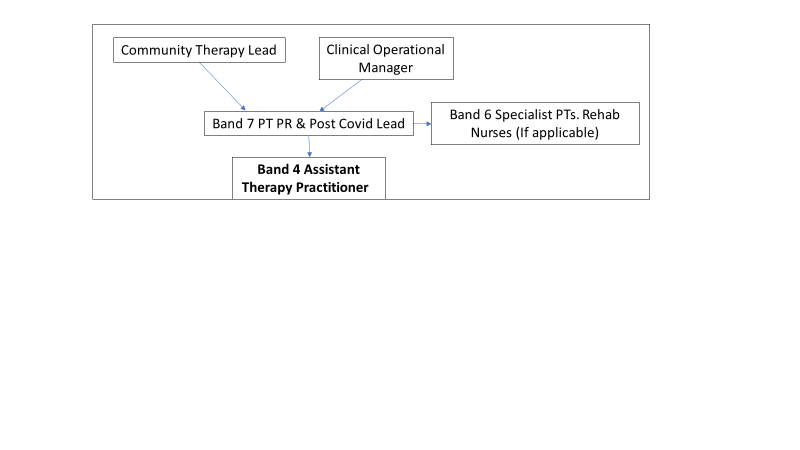 Community Therapy Lead
Clinical Operational
Manager
Band 7 PT PR & Post Covid Lead
Band 6 Specialist PTs. Rehab
Nurses (If applicable)
Band 4 Assistant
Therapy Practitioner